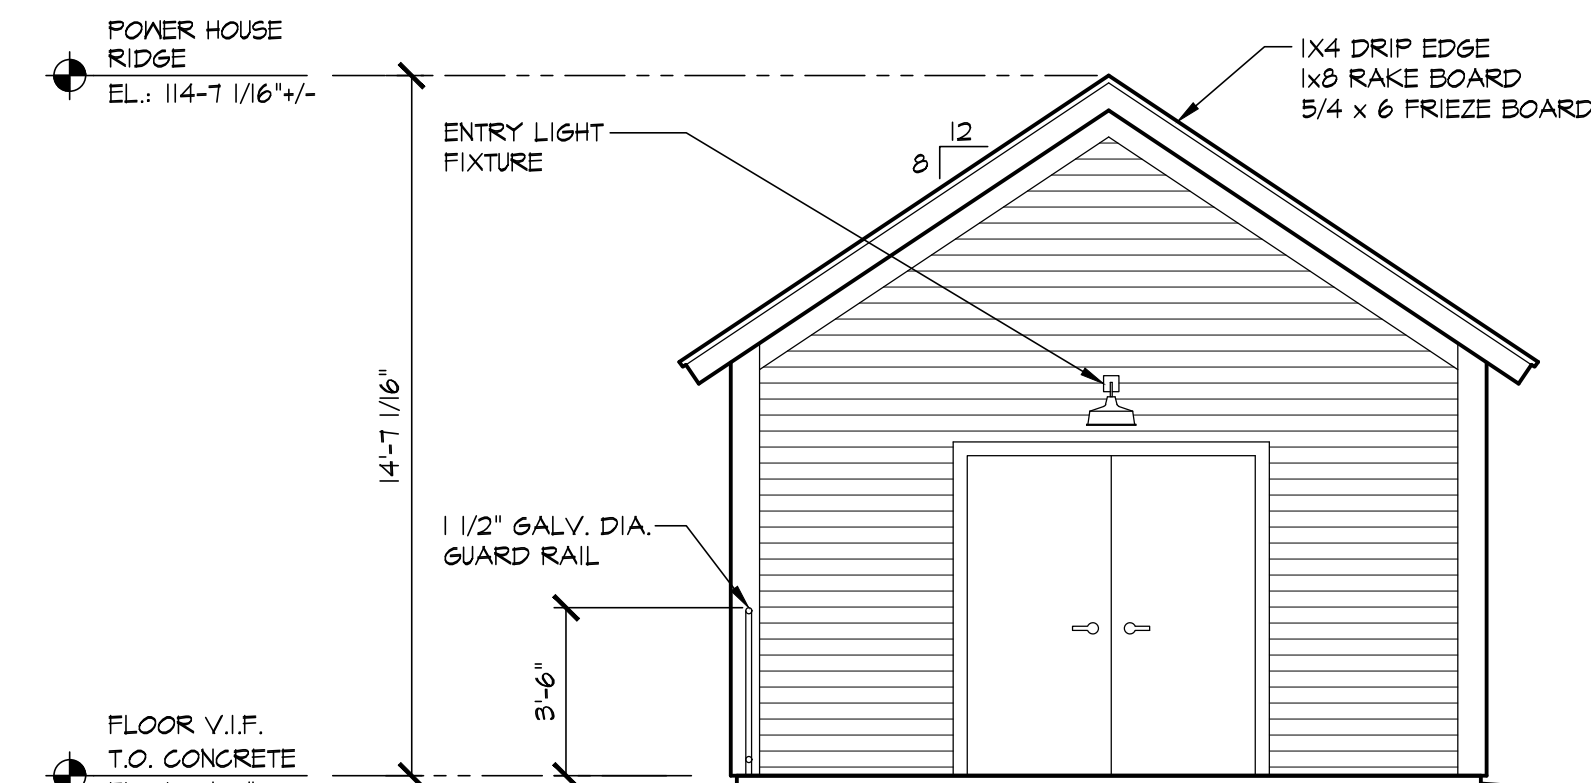 POWER HOUSE
RIDGE
EL.: 114-7 1/16"+/-
1X4 DRIP EDGE
1x8 RAKE BOARD
5/4 x 6 FRIEZE BOARD
ENTRY LIGHT
FIXTURE
12
8
14'-7 1/16"
1 1/2" GALV. DIA.
GUARD RAIL
3'-6"
FLOOR V.I.F.
T.O. CONCRETE